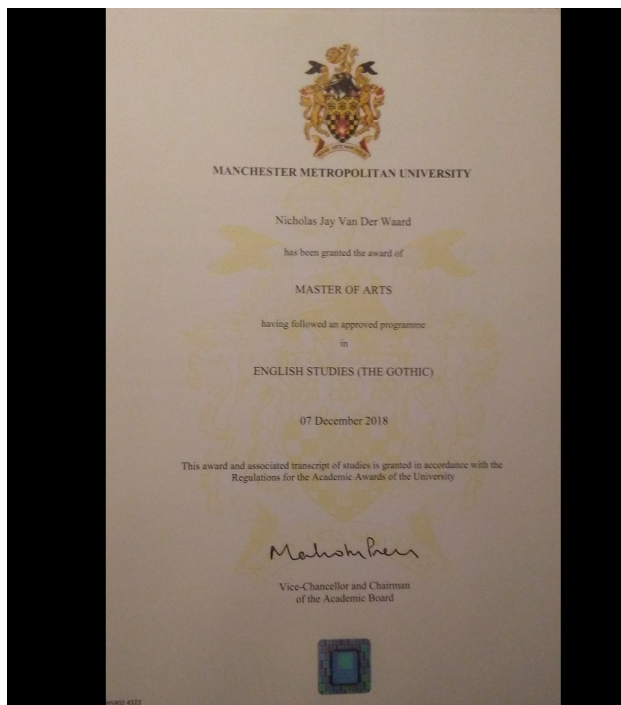 MANCHESTER METROPOLITAN UNIVERSITY
Nicholas Jay Van Der Waard
has been granted the award of
MASTER OF ARTS
having followed an approved programme
in
ENGLISH STUDIES (THE GOTHIC)
07 December 2018
This award and associated transcript of studies is granted in accordance with the
Regulations for the Academic Awards of the University
Vice-Chancellor and Chairman
of the Academic Board